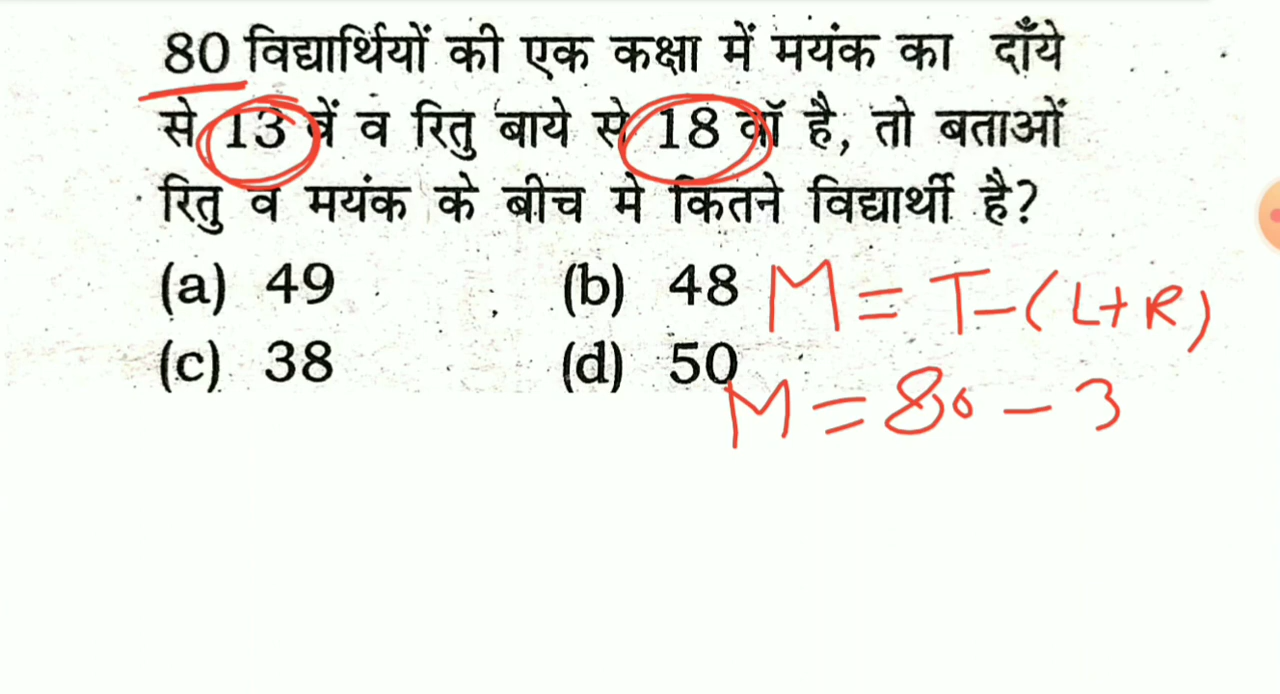 80 विद्यार्थियों की एक कक्षा में मयंक का दाँये
से 13 वें व रितु बाये से 18 वाॅ है, तो बताओं
रितु व मयंक के बीच मे कितने विद्यार्थी है?
(a) 49 (b) 48 M = T-(L+R)
(c) 38 (d) 50
M = 80 - 3